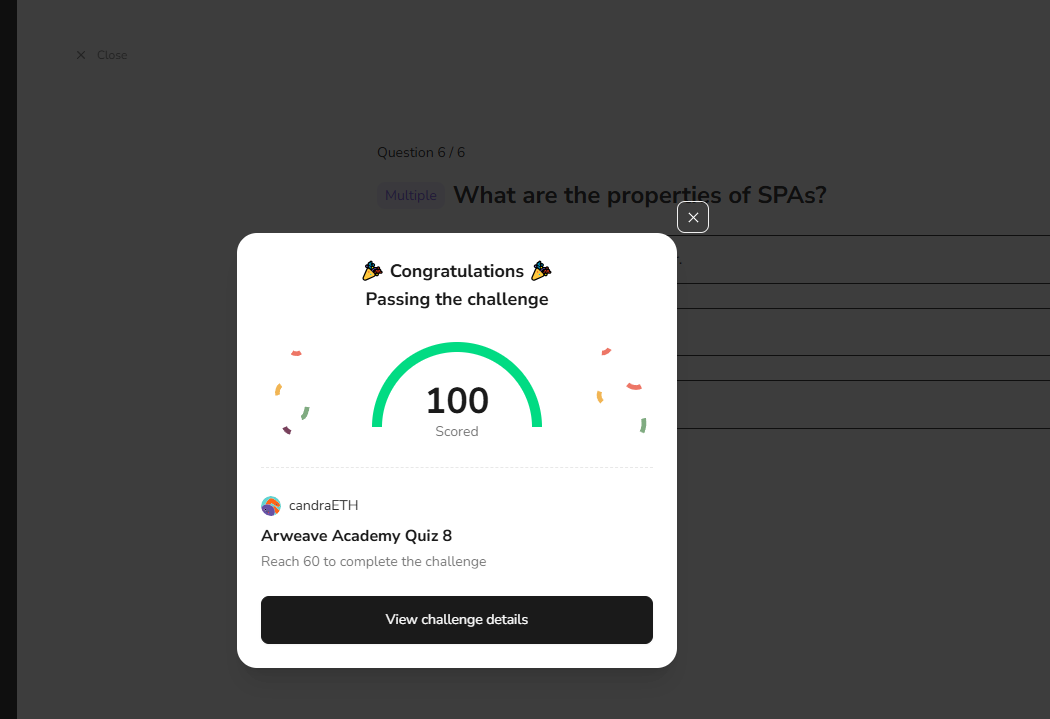 Close
Question 6 / 6
Multiple What are the properties of SPAs?
Congratulations
Passing the challenge
100
Scored
candraETH
Arweave Academy Quiz 8
Reach 60 to complete the challenge
View challenge details